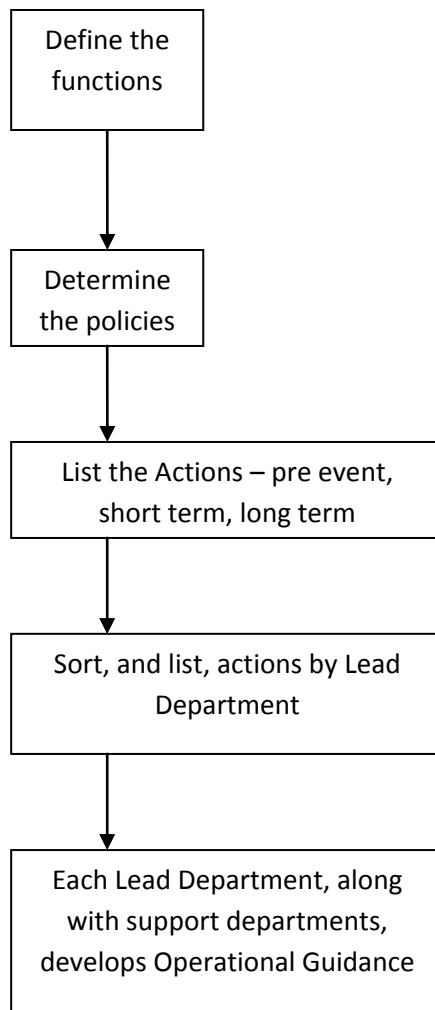 Define the
functions
Determine
the policies
List the Actions – pre event,
short term, long term
Sort, and list, actions by Lead
Department
Each Lead Department, along
with support departments,
develops Operational Guidance